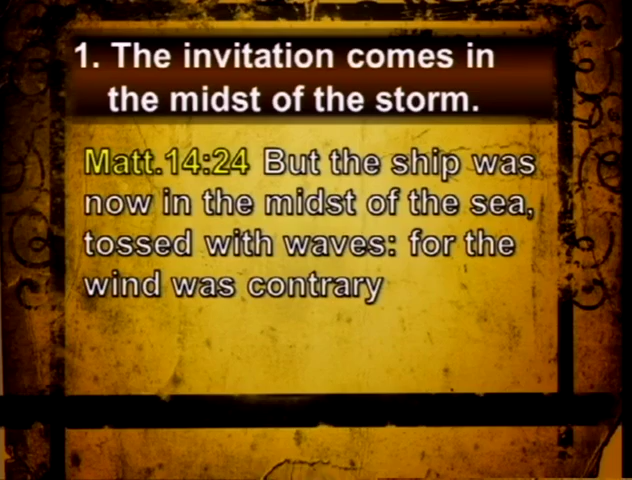 1. The invitation comes in
the midst of the storm.
Matt.14:24 But the ship was
now in the midst of the sea,
tossed with waves: for the
wind was contrary